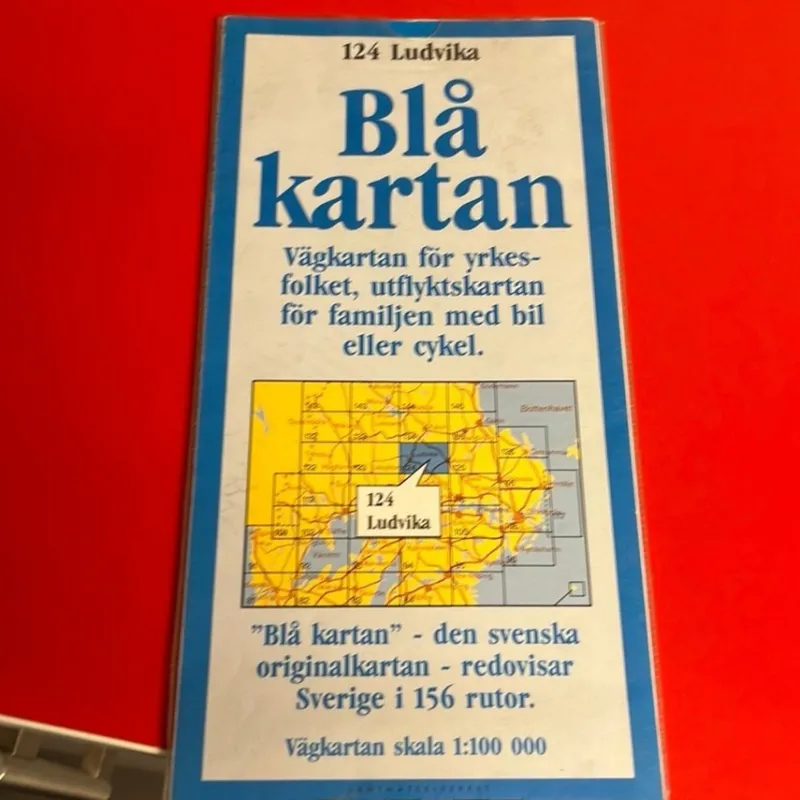 124 Ludvika
Blå
kartan
Vägkartan för yrkes-
folket, utflyktskartan
för familjen med bil
eller cykel.
Bottenhavet
124
Ludvika
”Blå kartan” - den svenska
originalkartan - redovisar
Sverige i 156 rutor.
Vägkartan skala 1:100 000